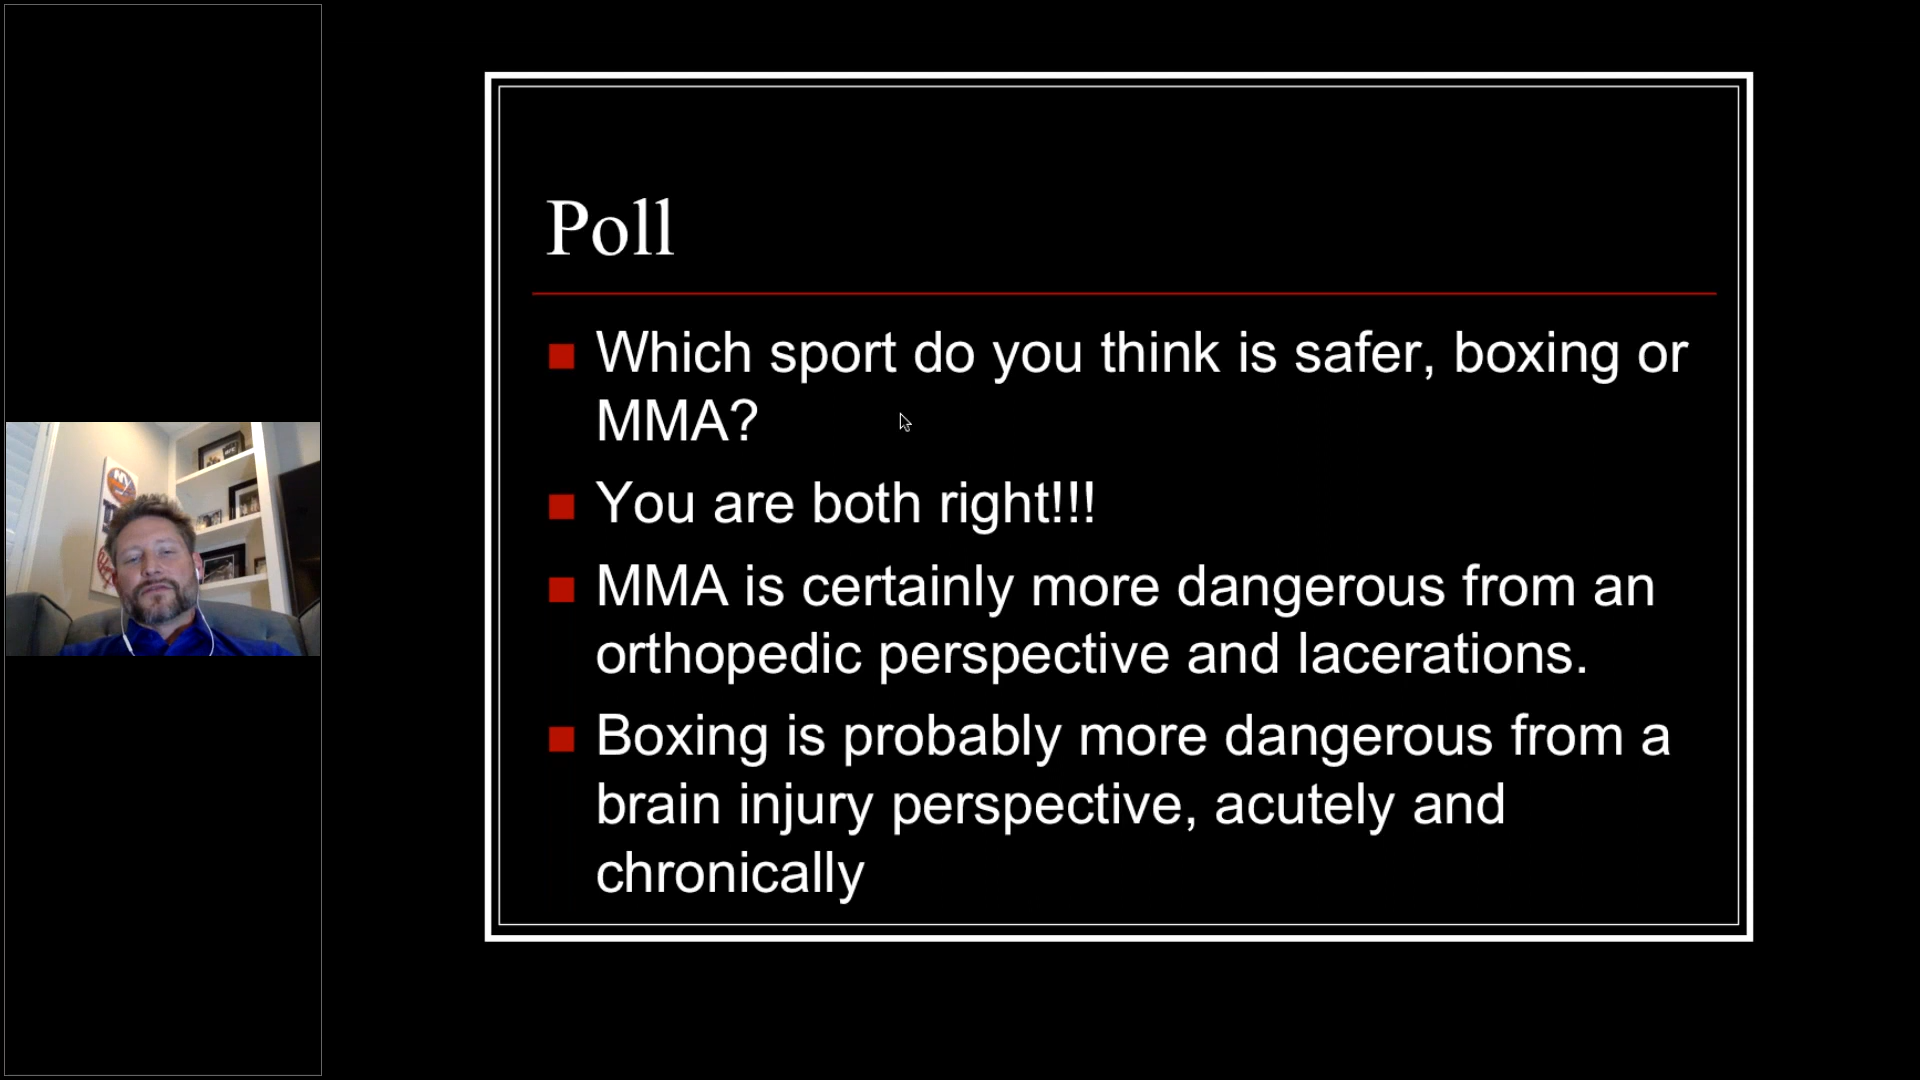 Poll
Which sport do you think is safer, boxing or
MMA?
You are both right!!!
MMA is certainly more dangerous from an
orthopedic perspective and lacerations.
Boxing is probably more dangerous from a
brain injury perspective, acutely and
chronically
NY